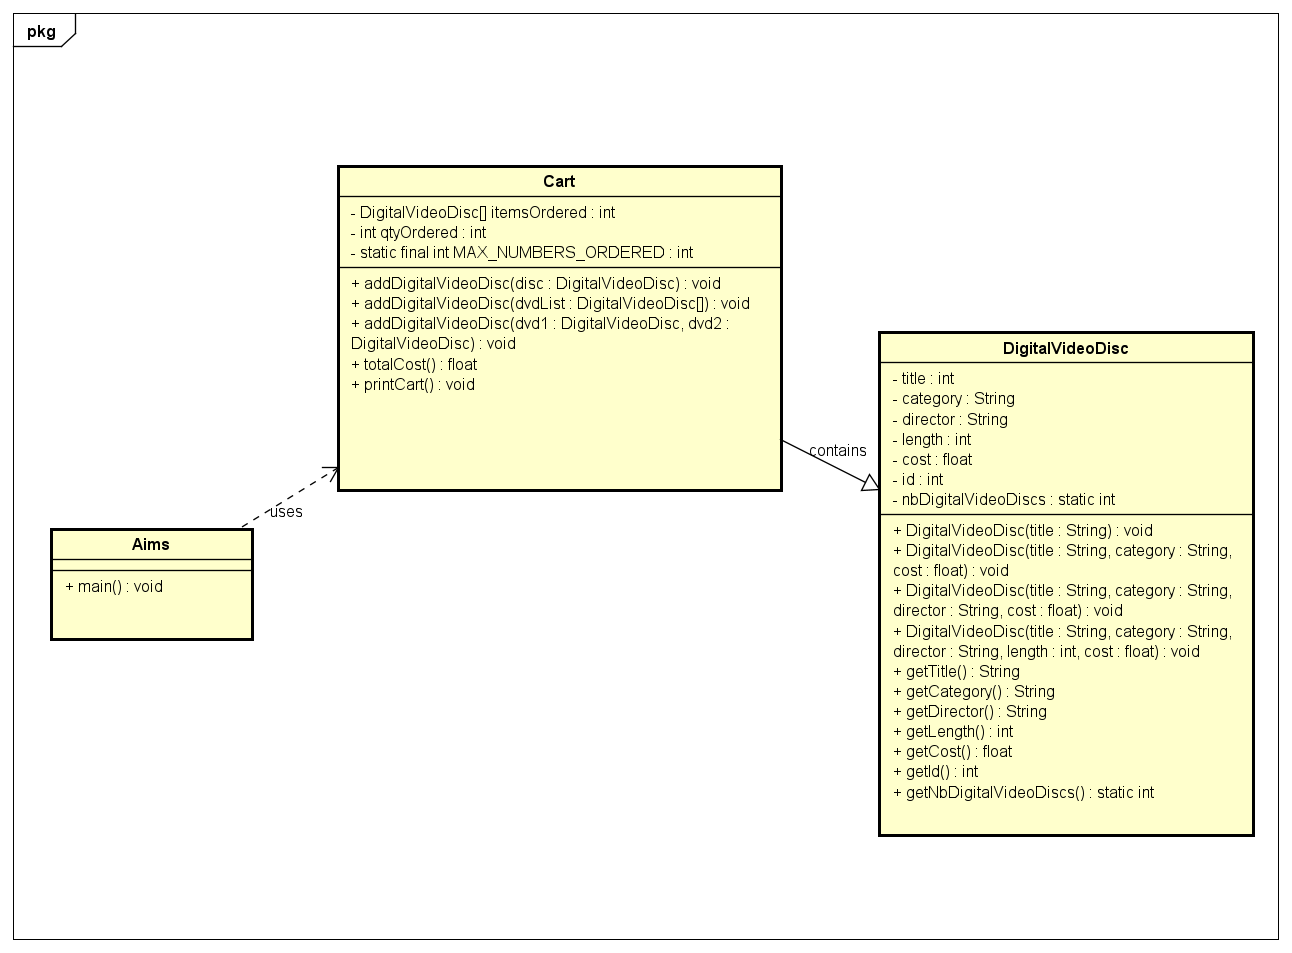 pkg
Cart
- DigitalVideoDisc[] itemsOrdered : int
- int qtyOrdered : int
- static final int MAX_NUMBERS_ORDERED : int
+ addDigitalVideoDisc(disc : DigitalVideoDisc) : void
+ addDigitalVideoDisc(dvdList : DigitalVideoDisc[]) : void
+ addDigitalVideoDisc(dvd1 : DigitalVideoDisc, dvd2 :
DigitalVideoDisc) : void
+ totalCost() : float
+ printCart() : void
contains
uses
Aims
+ main() : void
DigitalVideoDisc
- title : int
- category : String
- director : String
- length : int
- cost : float
- id : int
- nbDigitalVideoDiscs : static int
+ DigitalVideoDisc(title : String) : void
+ DigitalVideoDisc(title : String, category : String,
cost : float) : void
+ DigitalVideoDisc(title : String, category : String,
director : String, cost : float) : void
+ DigitalVideoDisc(title : String, category : String,
director : String, length : int, cost : float) : void
+ getTitle() : String
+ getCategory() : String
+ getDirector() : String
+ getLength() : int
+ getCost() : float
+ getId() : int
+ getNbDigitalVideoDiscs() : static int